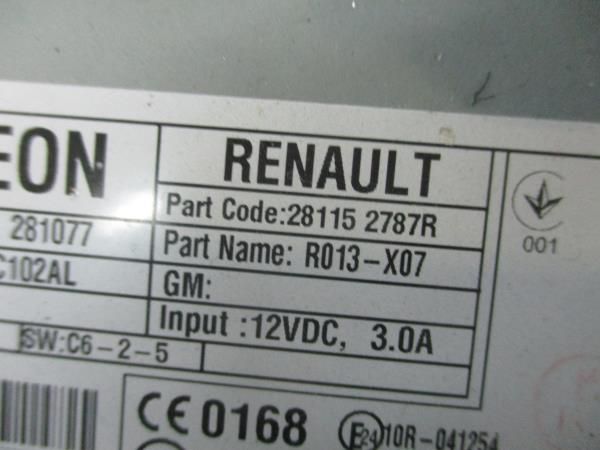 EON
RENAULT
Part Code:28115 2787R
281077
Part Name: R013-X07
C102AL
GM:
Input :12VDC, 3.0A
SW:C6-2-5
001
CE 0168
E24 10R-041254